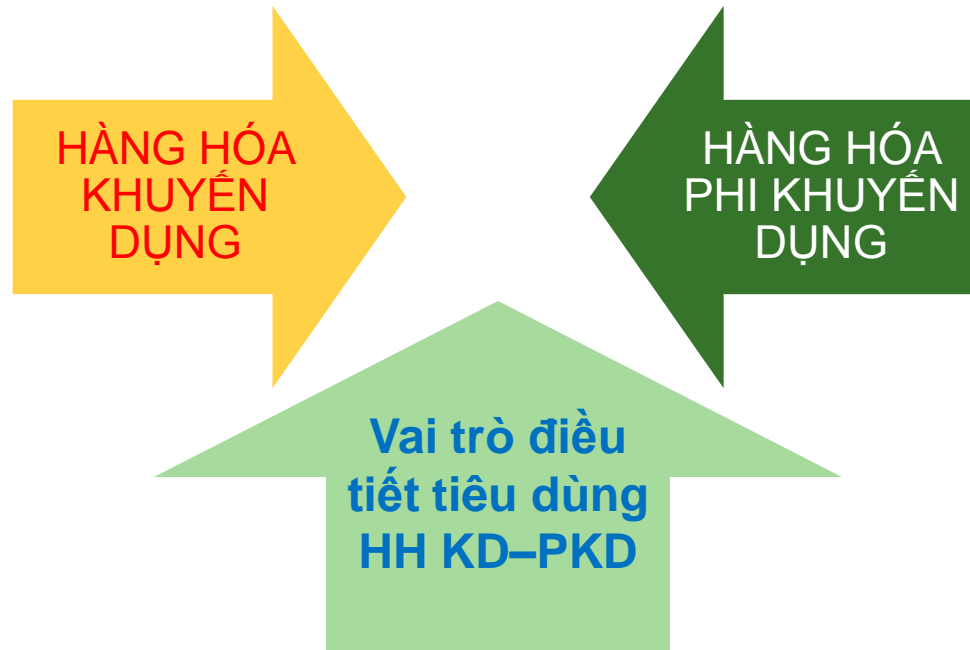 HÀNG HÓA
KHUYẾN
DỤNG
HÀNG HÓA
PHI KHUYẾN
DỤNG
Vai trò điều
tiết tiêu dùng
HH KD–PKD